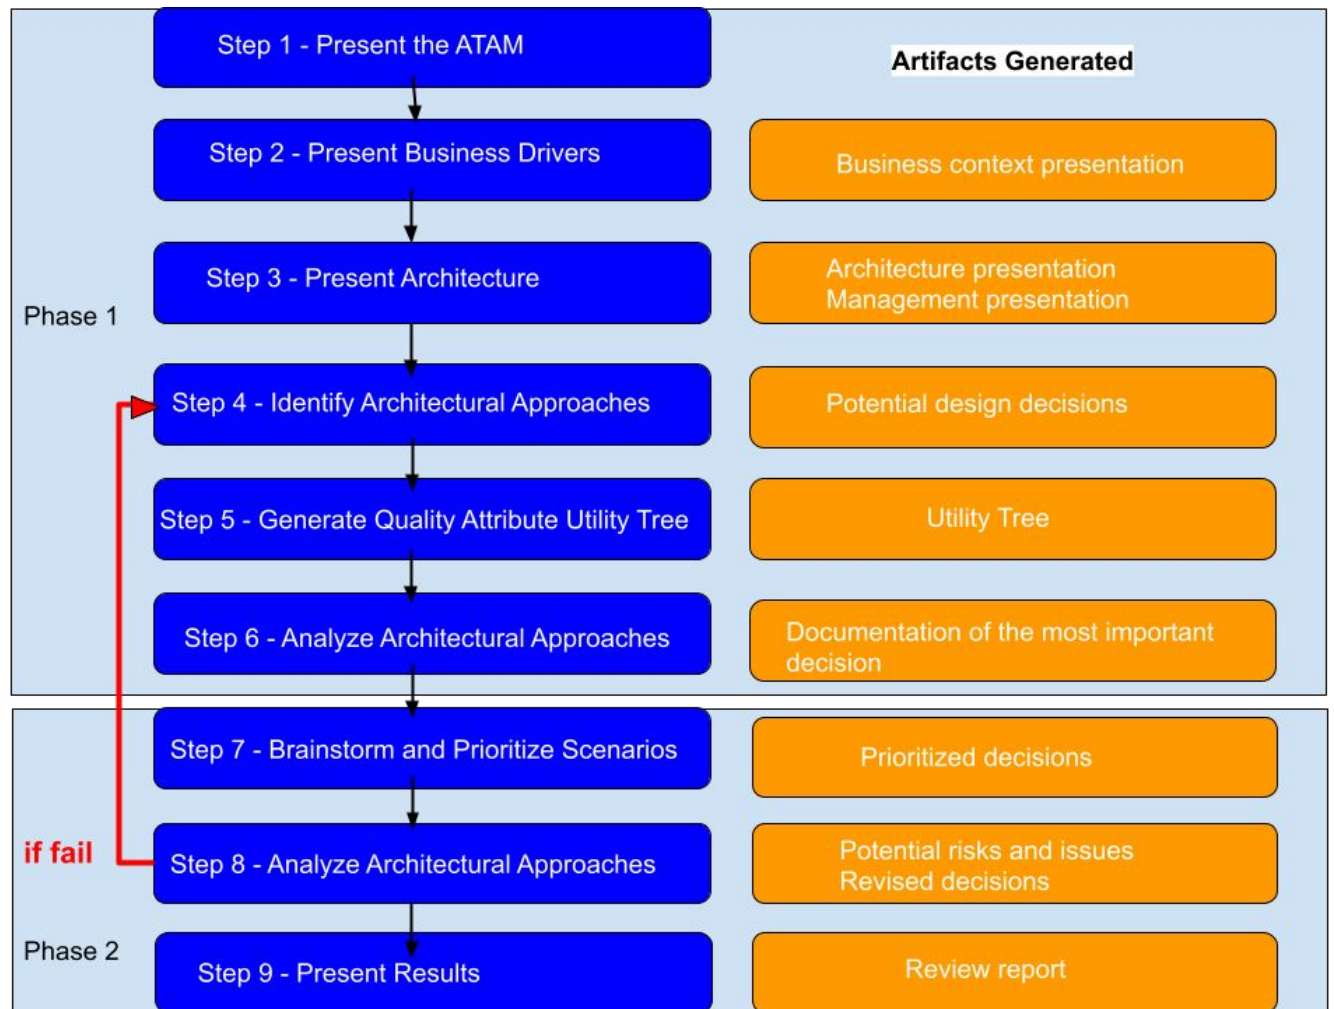 Step 1 - Present the ATAM
Artifacts Generated
Step 2 - Present Business Drivers
Business context presentation
Step 3 - Present Architecture
Architecture presentation
Management presentation
Phase 1
Step 4 - Identify Architectural Approaches
Potential design decisions
Step 5 - Generate Quality Attribute Utility Tree
Utility Tree
Step 6 - Analyze Architectural Approaches
Documentation of the most important
decision
Step 7 - Brainstorm and Prioritize Scenarios
Prioritized decisions
if fail
Step 8 - Analyze Architectural Approaches
Potential risks and issues
Revised decisions
Phase 2
Step 9 - Present Results
Review report